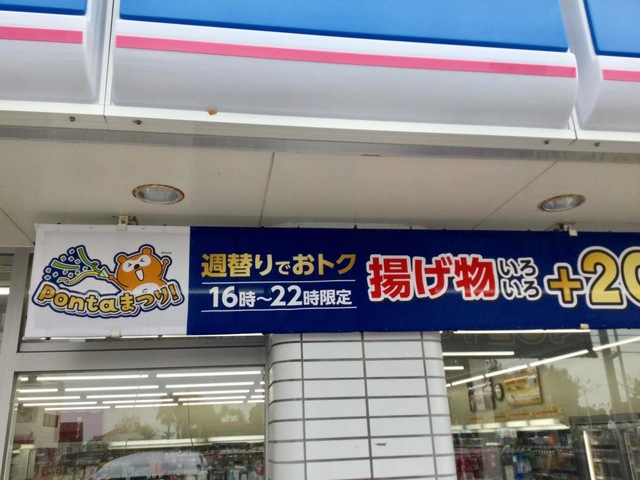 Pontaまつり!
週替りでおトク
16時〜22時限定
揚げ物いろいろ
+20